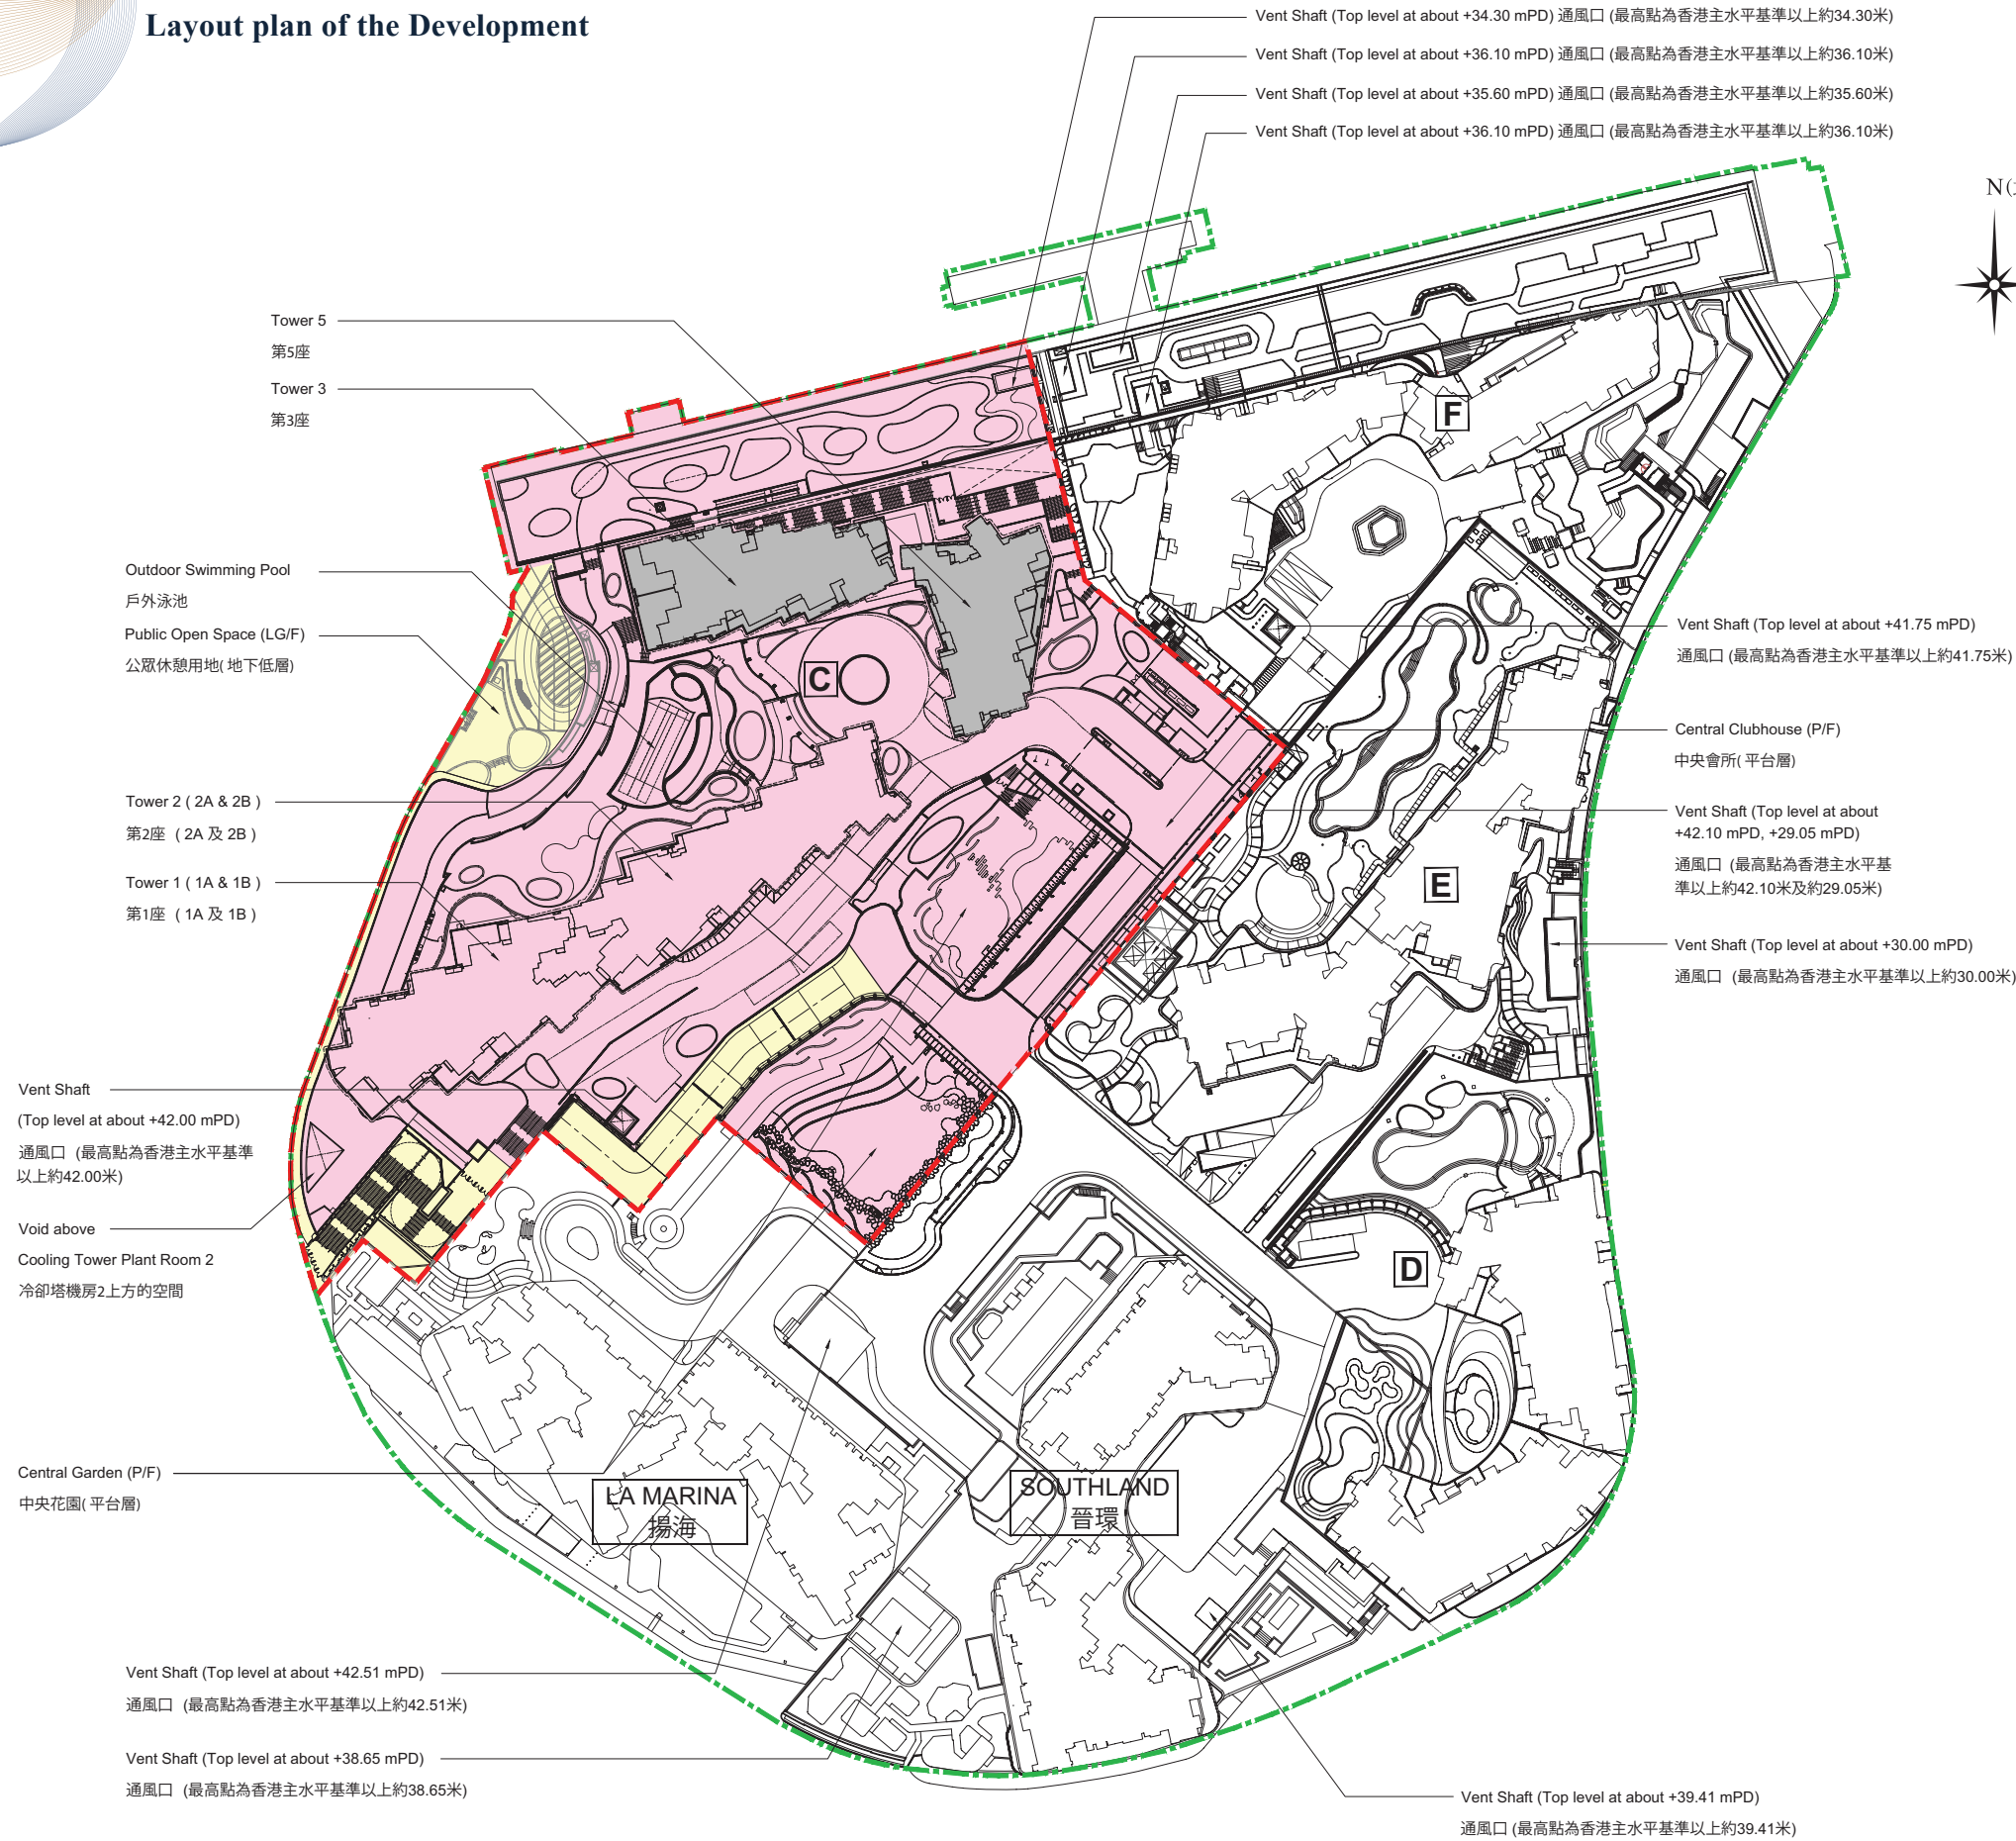 Layout plan of the Development
Vent Shaft (Top level at about +34.30 mPD) 通風口 (最高點為香港主水平基準以上約34.30米)
Vent Shaft (Top level at about +36.10 mPD) 通風口 (最高點為香港主水平基準以上約36.10米)
Vent Shaft (Top level at about +35.60 mPD) 通風口 (最高點為香港主水平基準以上約35.60米)
Vent Shaft (Top level at about +36.10 mPD) 通風口 (最高點為香港主水平基準以上約36.10米)
N
Tower 5
第5座
Tower 3
第3座
F
Outdoor Swimming Pool
戶外泳池
Public Open Space (LG/F)
公眾休憩用地( 地下低層)
C
Vent Shaft (Top level at about +41.75 mPD)
通風口 (最高點為香港主水平基準以上約41.75米)
Central Clubhouse (P/F)
中央會所( 平台層)
Tower 2 ( 2A & 2B )
第2座 ( 2A 及 2B )
Tower 1 ( 1A & 1B )
第1座 ( 1A 及 1B )
Vent Shaft (Top level at about
+42.10 mPD, +29.05 mPD)
通風口 (最高點為香港主水平基
準以上約42.10米及約29.05米)
E
Vent Shaft (Top level at about +30.00 mPD)
通風口 (最高點為香港主水平基準以上約30.00米)
Vent Shaft
(Top level at about +42.00 mPD)
通風口 (最高點為香港主水平基準
以上約42.00米)
Void above
Cooling Tower Plant Room 2
冷卻塔機房2上方的空間
D
Central Garden (P/F)
中央花園( 平台層)
LA MARINA
揚海
SOUTHLAND
晉環
Vent Shaft (Top level at about +42.51 mPD)
通風口 (最高點為香港主水平基準以上約42.51米)
Vent Shaft (Top level at about +38.65 mPD)
通風口 (最高點為香港主水平基準以上約38.65米)
Vent Shaft (Top level at about +39.41 mPD)
通風口 (最高點為香港主水平基準以上約39.41米)